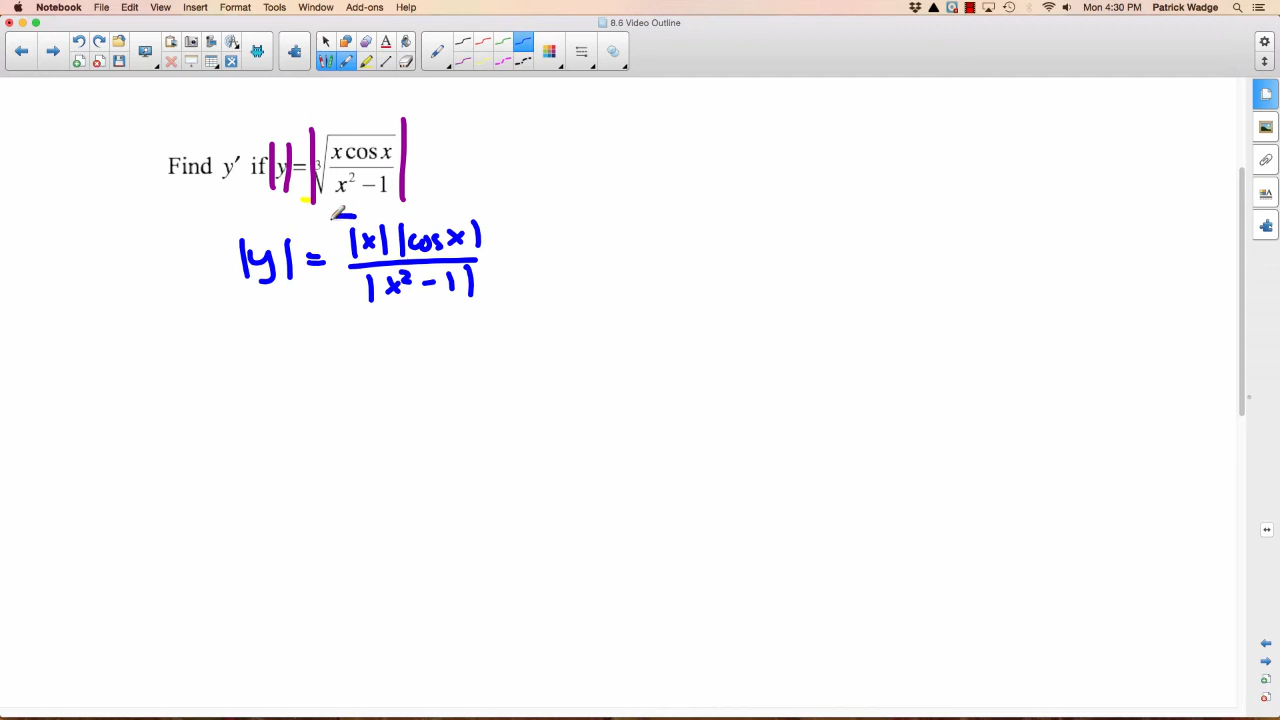 Notebook File Edit View Insert Format Tools Window Add-ons Help Mon 4:30 PM Patrick Wadge
8.6 Video Outline
A
Find y′ if |y| = |∛((x cos x)/(x² − 1))|
|y| = (|x| |cos x|)/(|x² − 1|)